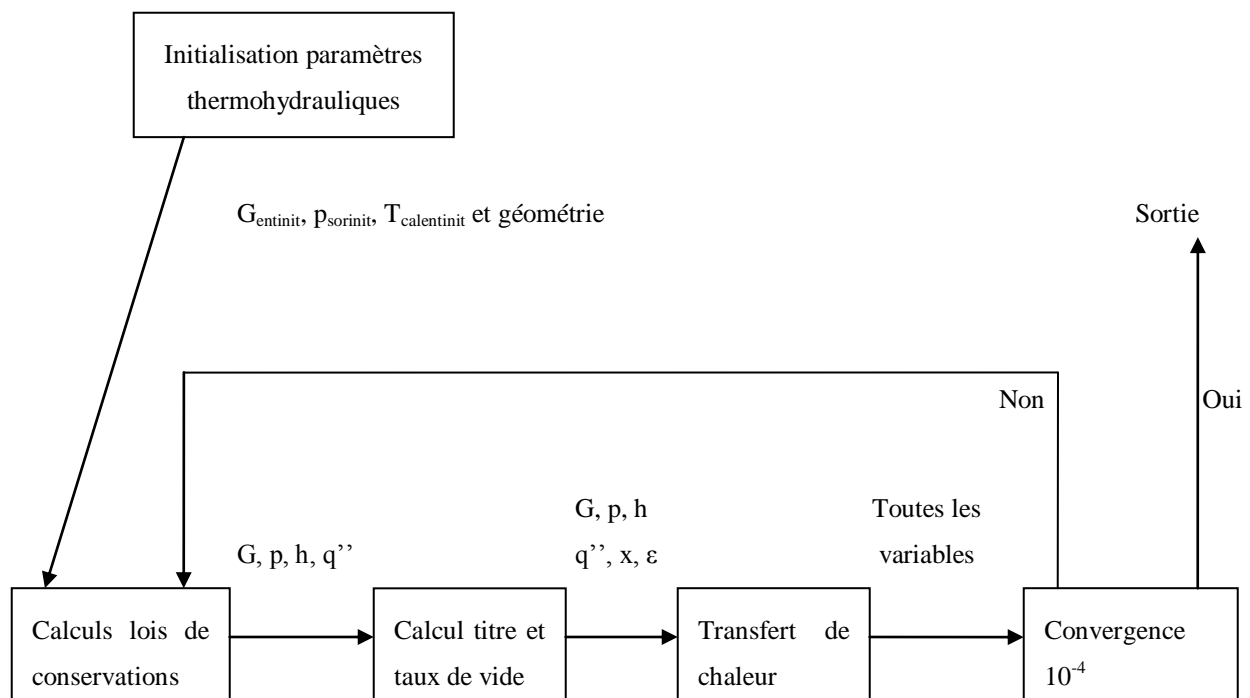 Initialisation paramètres
thermohydrauliques
G_entinit, p_sorinit, T_calentinit et géométrie
Sortie
Non
Oui
G, p, h, q’’
G, p, h
q’’, x, ε
Toutes les
variables
Calculs lois de
conservations
Calcul titre et
taux de vide
Transfert de
chaleur
Convergence
10^-4